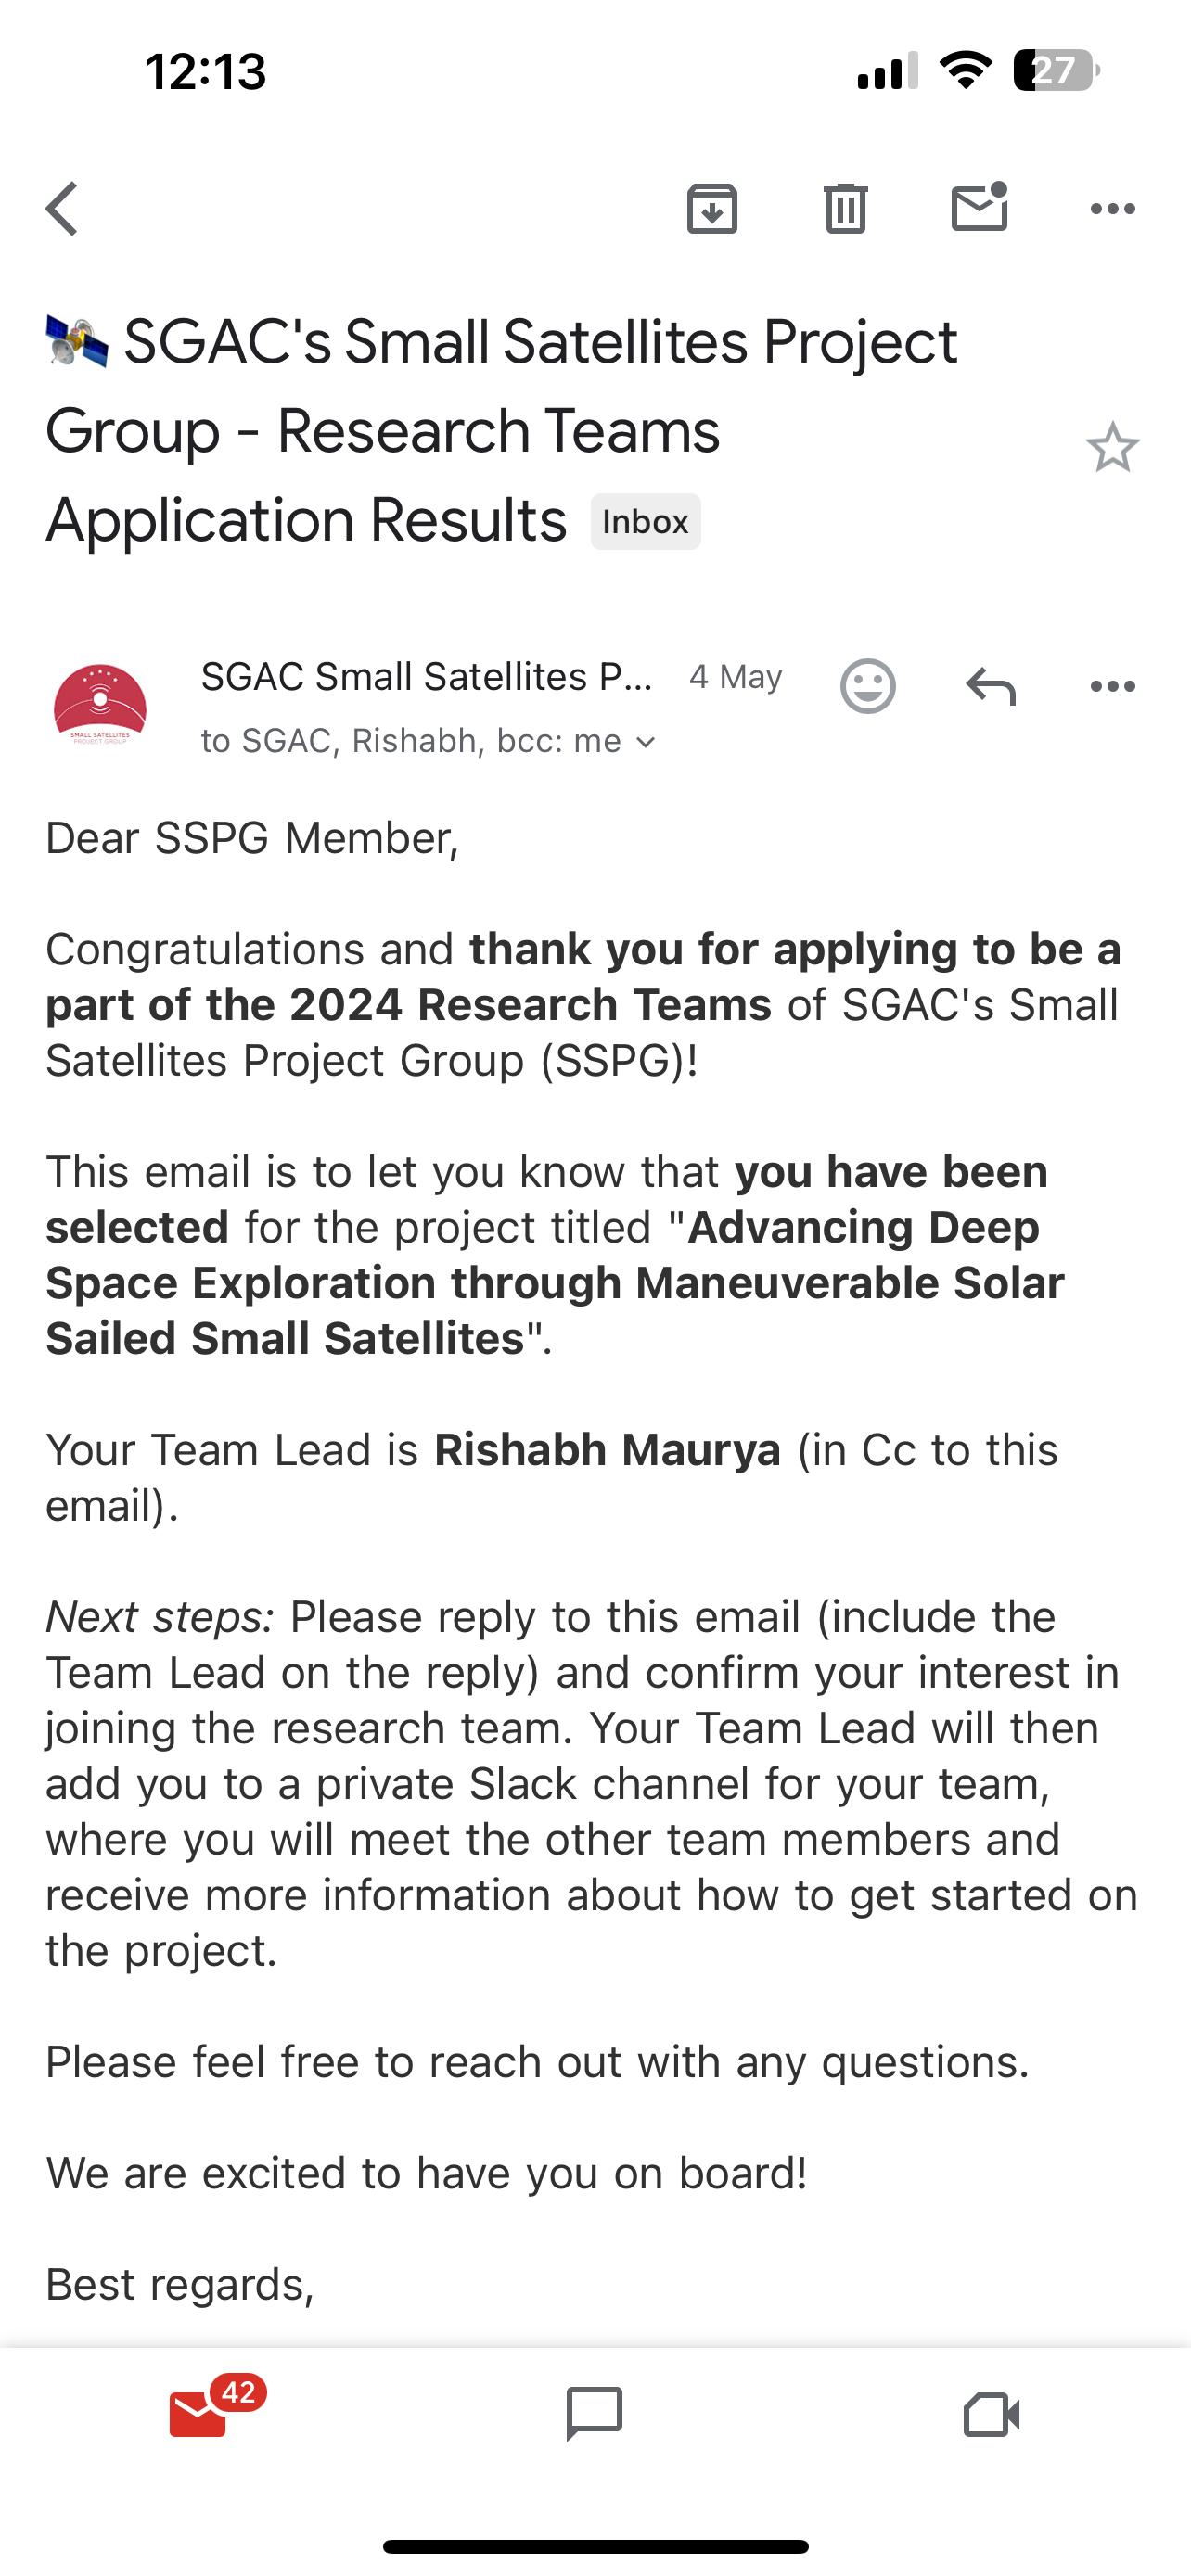 12:13
27
SGAC's Small Satellites Project
Group - Research Teams
Application Results Inbox
SGAC Small Satellites P... 4 May
to SGAC, Rishabh, bcc: me
SMALL SATELLITES
PROJECT GROUP
Dear SSPG Member,
Congratulations and thank you for applying to be a
part of the 2024 Research Teams of SGAC's Small
Satellites Project Group (SSPG)!
This email is to let you know that you have been
selected for the project titled "Advancing Deep
Space Exploration through Maneuverable Solar
Sailed Small Satellites".
Your Team Lead is Rishabh Maurya (in Cc to this
email).
Next steps: Please reply to this email (include the
Team Lead on the reply) and confirm your interest in
joining the research team. Your Team Lead will then
add you to a private Slack channel for your team,
where you will meet the other team members and
receive more information about how to get started on
the project.
Please feel free to reach out with any questions.
We are excited to have you on board!
Best regards,
42